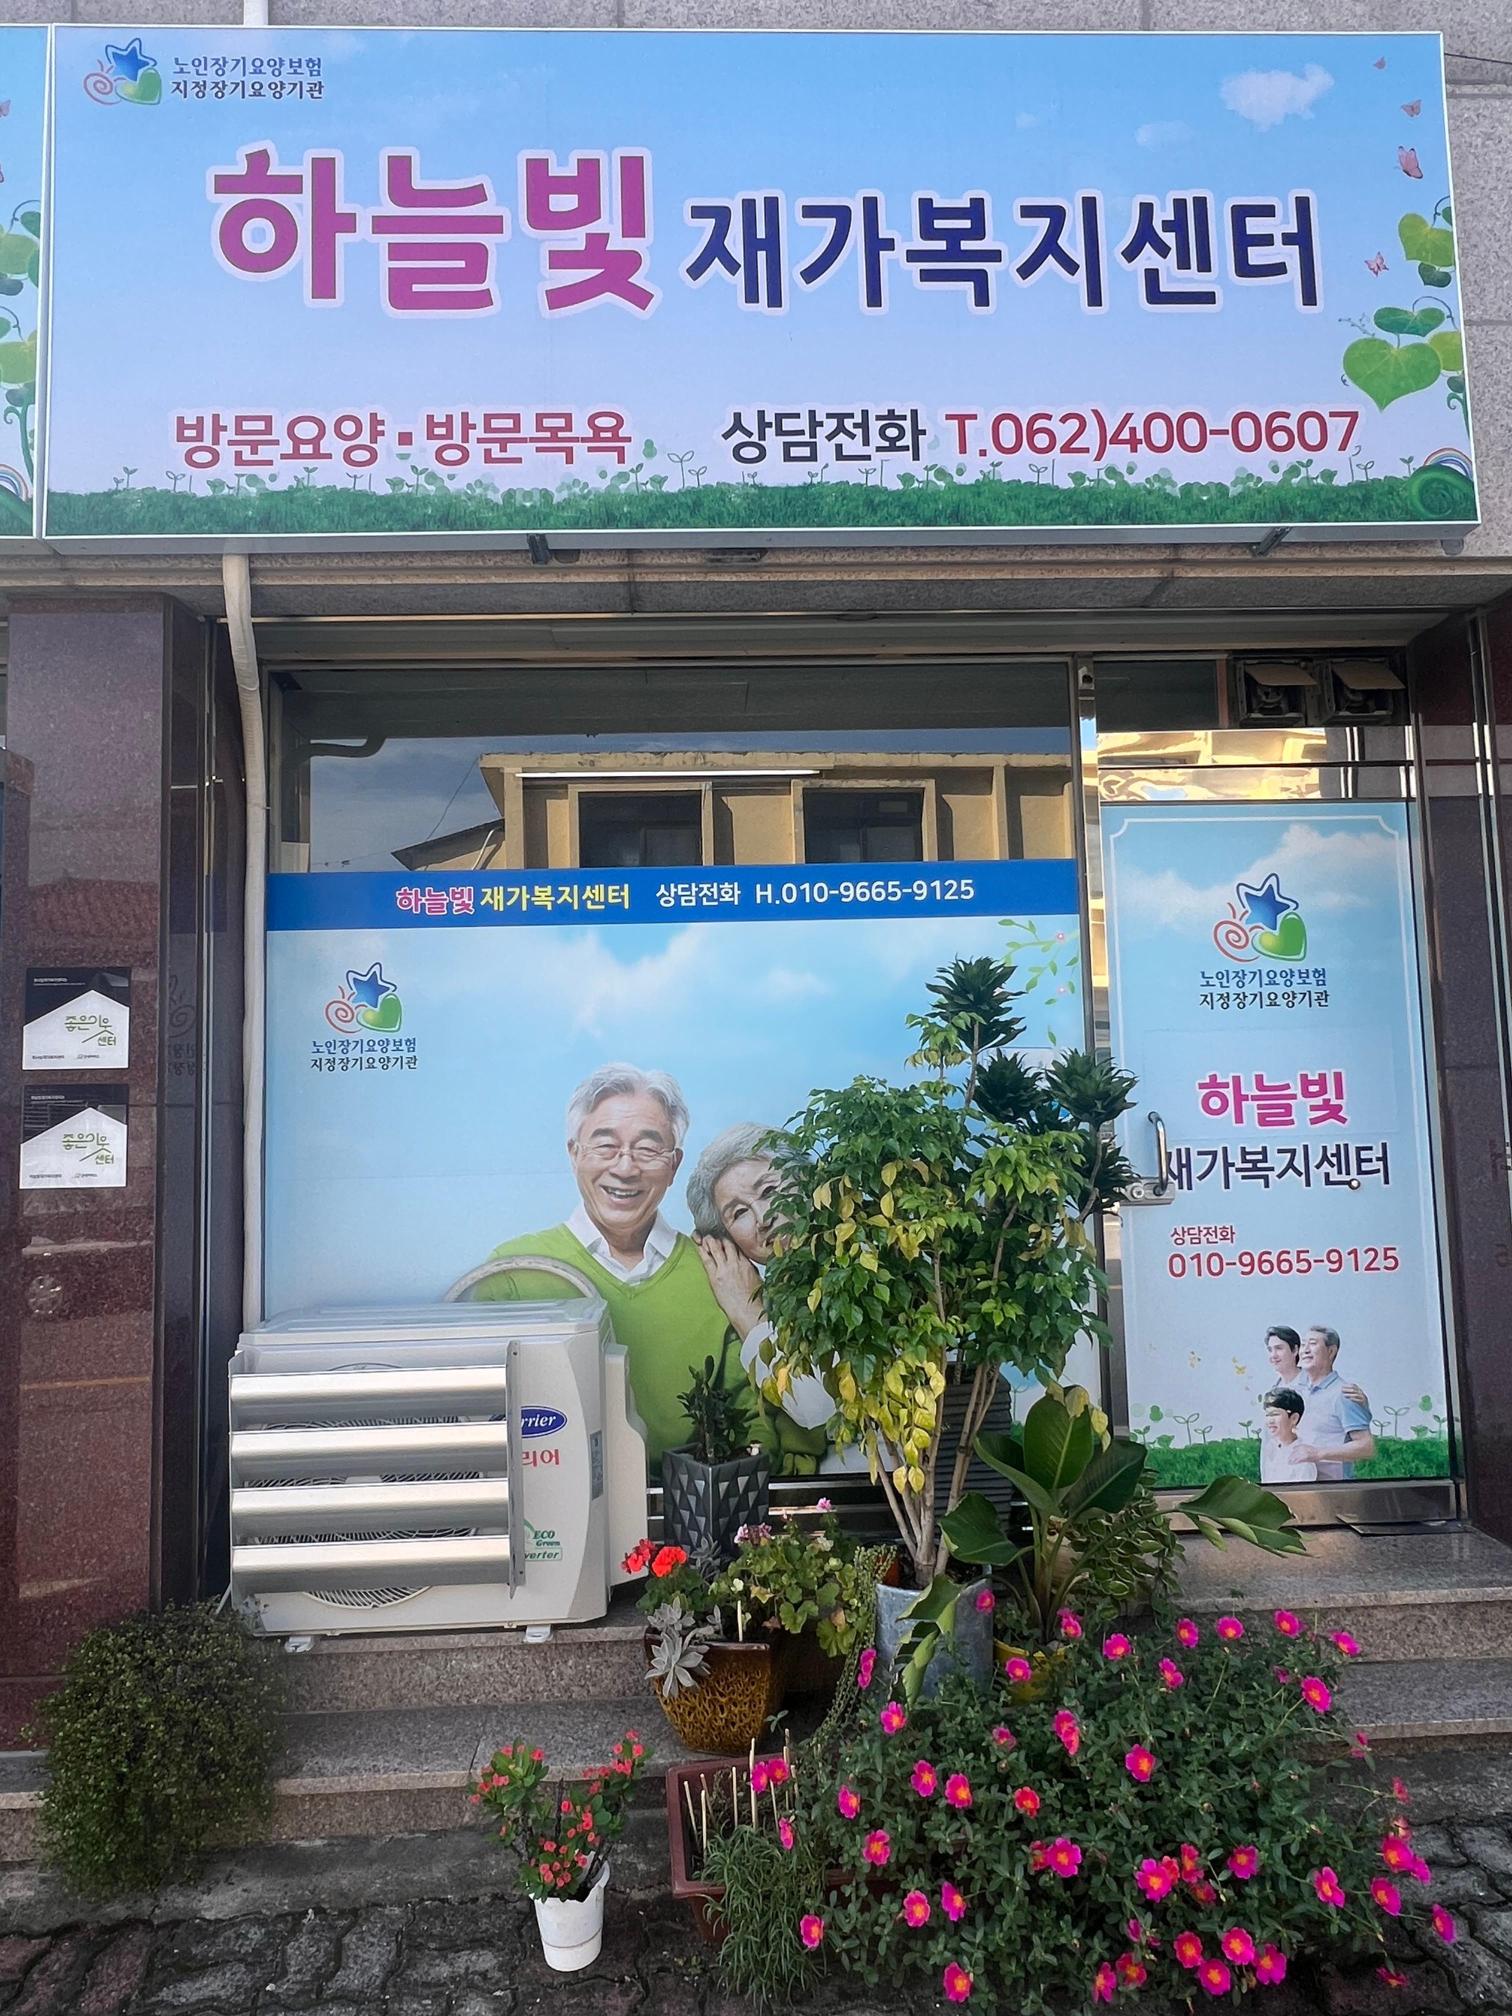 노인장기요양보험
지정장기요양기관
하늘빛 재가복지센터
방문요양·방문목욕 상담전화 T.062)400-0607
하늘빛 재가복지센터 상담전화 H.010-9665-9125
노인장기요양보험
지정장기요양기관
노인장기요양보험
지정장기요양기관
하늘빛
재가복지센터
상담전화
010-9665-9125
좋은이웃
센터
좋은이웃
센터
rrier
리어
ECO
Green
verter